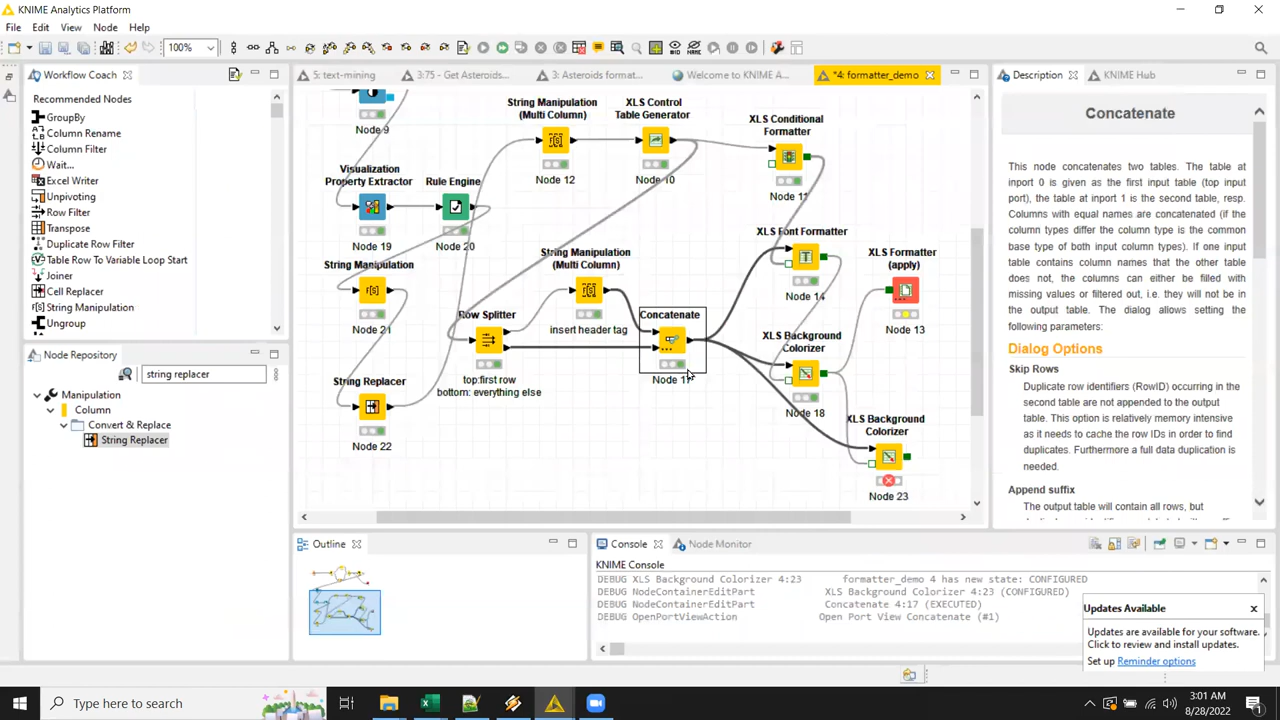 KNIME Analytics Platform
File Edit View Node Help
100%
Workflow Coach
Recommended Nodes
GroupBy
Column Rename
Column Filter
Wait...
Excel Writer
Unpivoting
Row Filter
Transpose
Duplicate Row Filter
Table Row To Variable Loop Start
Joiner
Cell Replacer
String Manipulation
Ungroup
Node Repository
string replacer
Manipulation
Column
Convert & Replace
String Replacer
5: text-mining
3:75 - Get Asteroids...
3: Asteroids format...
Welcome to KNIME A...
*4: formatter_demo
Node 9
String Manipulation
(Multi Column)
Node 12
XLS Control
Table Generator
Node 10
XLS Conditional
Formatter
Node 11
Visualization
Property Extractor
Node 19
Rule Engine
Node 20
XLS Font Formatter
Node 14
String Manipulation
Node 21
String Manipulation
(Multi Column)
insert header tag
XLS Formatter
(apply)
Node 13
Row Splitter
top:first row
bottom: everything else
Concatenate
Node 17
XLS Background
Colorizer
Node 18
String Replacer
Node 22
XLS Background
Colorizer
Node 23
Description
KNIME Hub
Concatenate
This node concatenates two tables. The table at
inport 0 is given as the first input table (top input
port), the table at inport 1 is the second table, resp.
Columns with equal names are concatenated (if the
column types differ the column type is the common
base type of both input column types). If one input
table contains column names that the other table
does not, the columns can either be filled with
missing values or filtered out, i.e. they will not be in
the output table. The dialog allows setting the
following parameters:
Dialog Options
Skip Rows
Duplicate row identifiers (RowID) occurring in the
second table are not appended to the output
table. This option is relatively memory intensive
as it needs to cache the row IDs in order to find
duplicates. Furthermore a full data duplication is
needed.
Append suffix
The output table will contain all rows, but
Outline
Console
Node Monitor
KNIME Console
DEBUG XLS Background Colorizer 4:23 formatter_demo 4 has new state: CONFIGURED
DEBUG NodeContainerEditPart XLS Background Colorizer 4:23 (CONFIGURED)
DEBUG NodeContainerEditPart Concatenate 4:17 (EXECUTED)
DEBUG OpenPortViewAction Open Port View Concatenate (#1)
Updates Available
Updates are available for your software.
Click to review and install updates.
Set up Reminder options
Type here to search
3:01 AM
8/28/2022